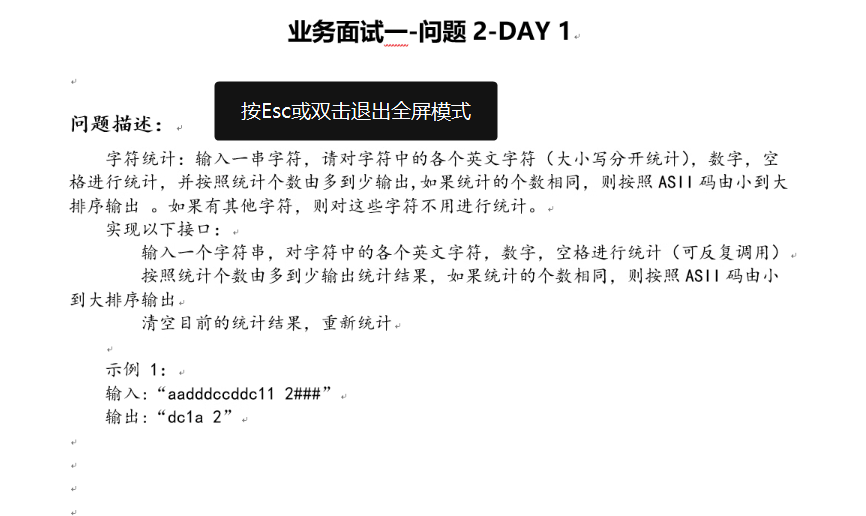 业务面试一-问题 2-DAY 1
按Esc或双击退出全屏模式
问题描述：
字符统计：输入一串字符，请对字符中的各个英文字符（大小写分开统计），数字，空
格进行统计，并按照统计个数由多到少输出,如果统计的个数相同，则按照 ASII 码由小到大
排序输出 。如果有其他字符，则对这些字符不用进行统计。
实现以下接口：
输入一个字符串，对字符中的各个英文字符，数字，空格进行统计（可反复调用）
按照统计个数由多到少输出统计结果，如果统计的个数相同，则按照 ASII 码由小
到大排序输出
清空目前的统计结果，重新统计
示例 1：
输入：“aadddccddc11 2###”
输出：“dc1a 2”